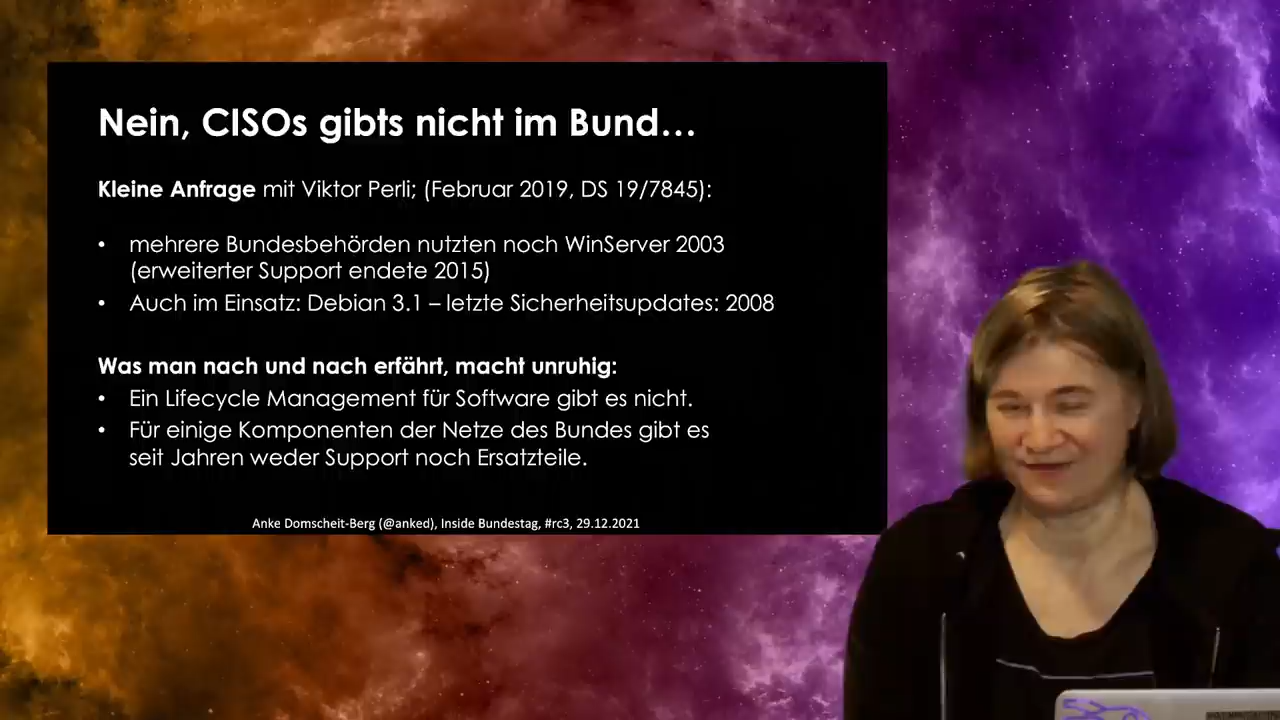 Nein, CISOs gibts nicht im Bund…
Kleine Anfrage mit Viktor Perli; (Februar 2019, DS 19/7845):
• mehrere Bundesbehörden nutzten noch WinServer 2003
(erweiterter Support endete 2015)
• Auch im Einsatz: Debian 3.1 – letzte Sicherheitsupdates: 2008
Was man nach und nach erfährt, macht unruhig:
• Ein Lifecycle Management für Software gibt es nicht.
• Für einige Komponenten der Netze des Bundes gibt es
seit Jahren weder Support noch Ersatzteile.
Anke Domscheit-Berg (@anked), Inside Bundestag, #rc3, 29.12.2021